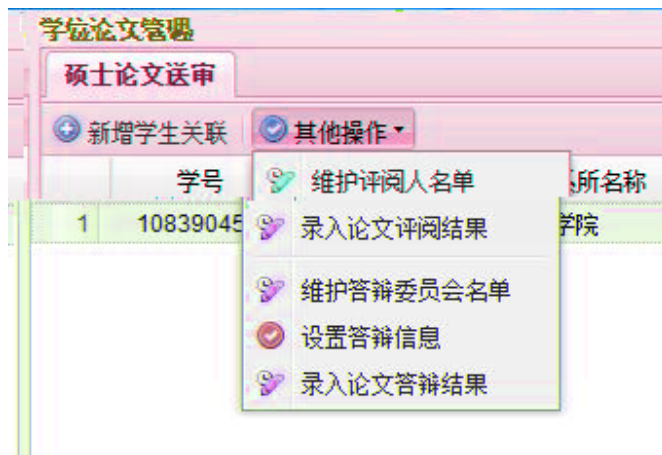 学位论文管理
硕士论文送审
新增学生关联 其他操作
学号 系所名称
1 10839045 学院
维护评阅人名单
录入论文评阅结果
维护答辩委员会名单
设置答辩信息
录入论文答辩结果